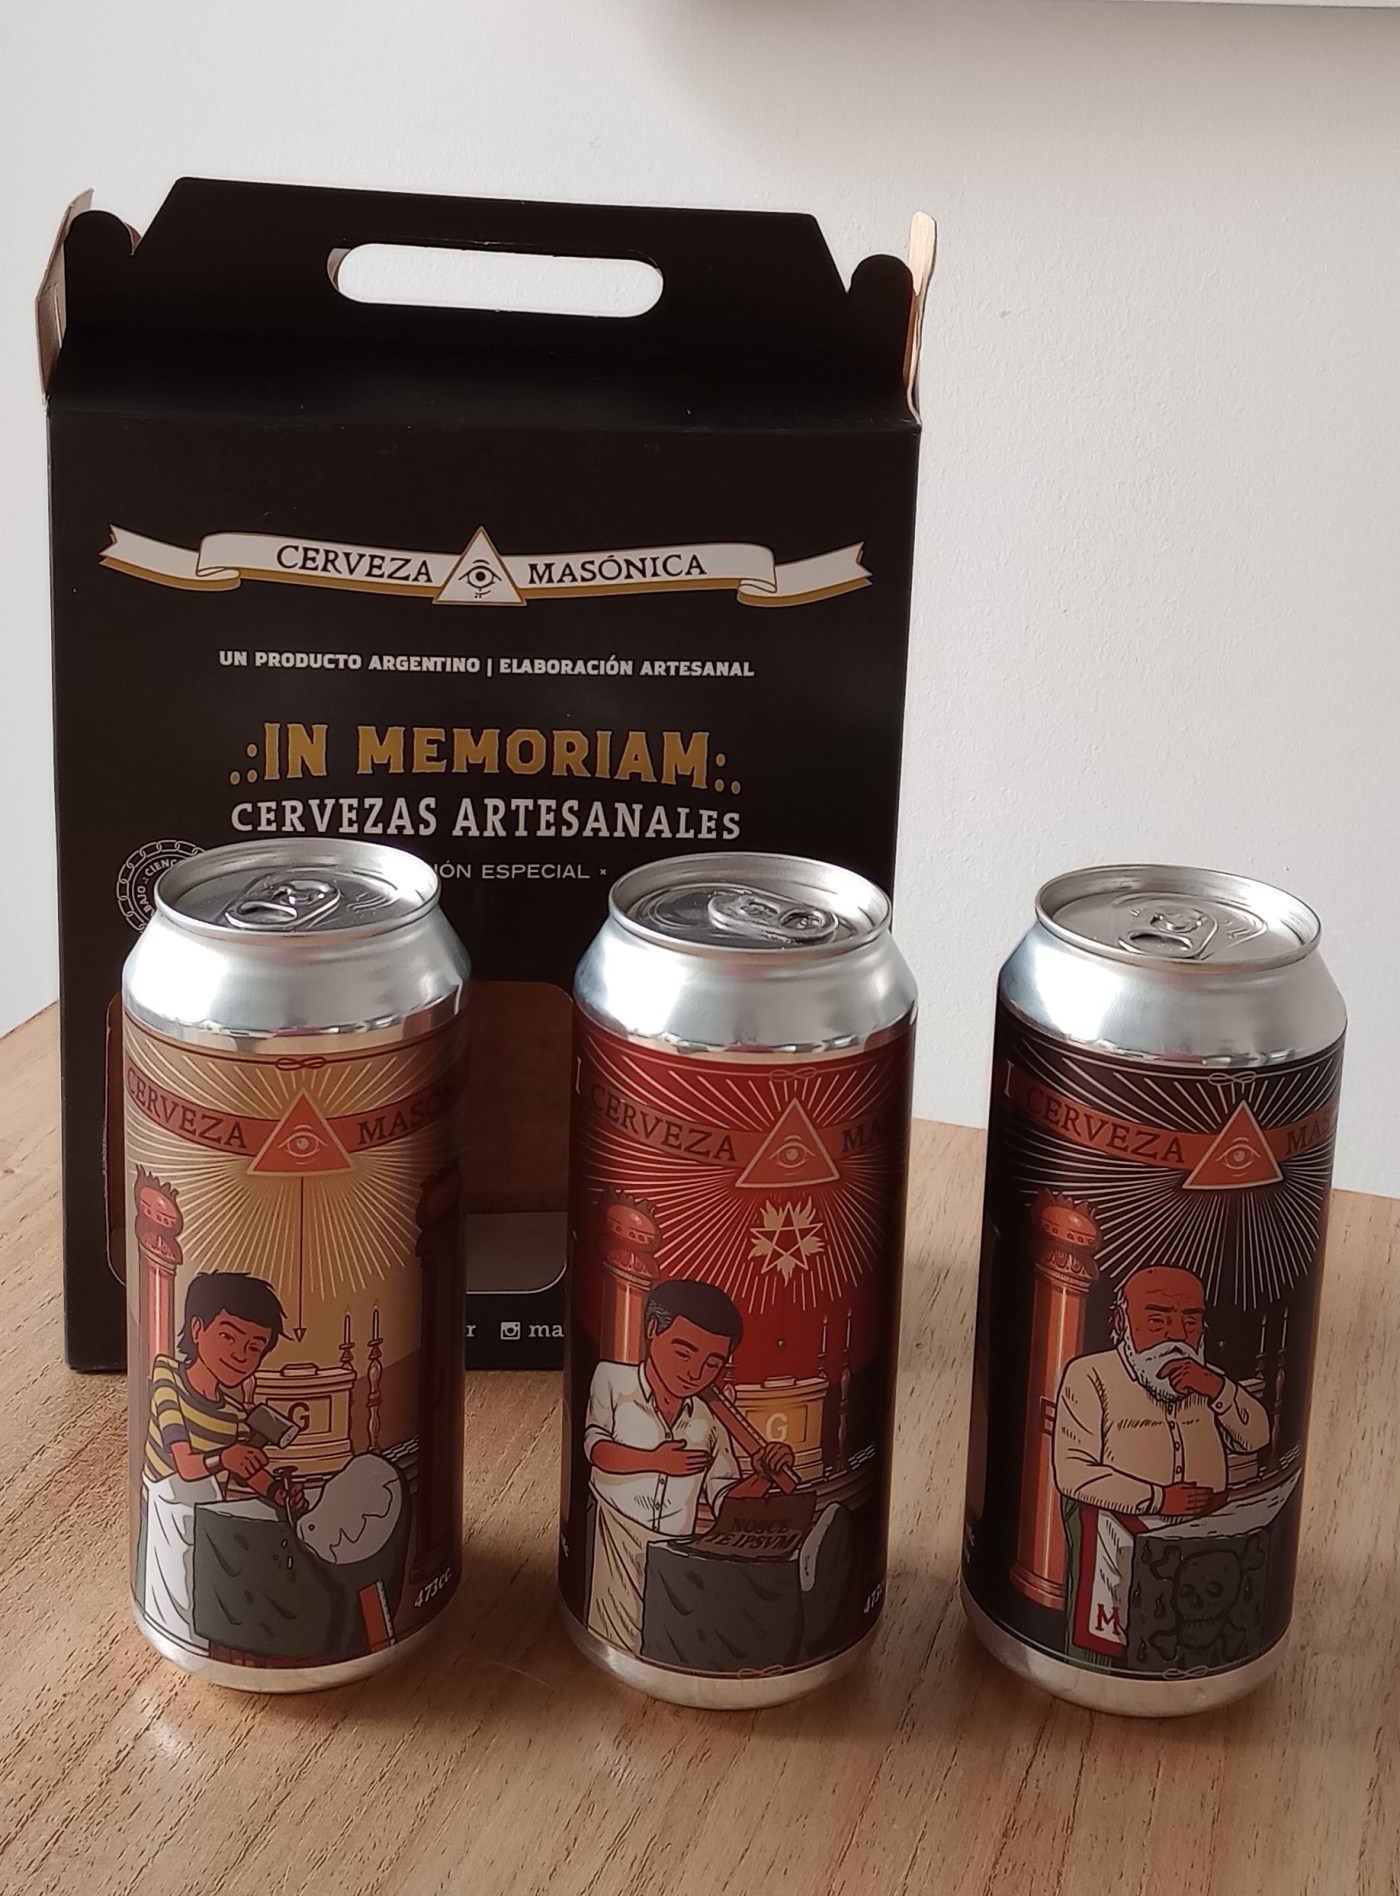 CERVEZA MASÓNICA
UN PRODUCTO ARGENTINO | ELABORACIÓN ARTESANAL
.:IN MEMORIAM:.
CERVEZAS ARTESANALES
ESPECIAL
CERVEZA
G
473cc.
I CERVEZA
G
NOSCE
TE IPSVM
I CERVEZA
M